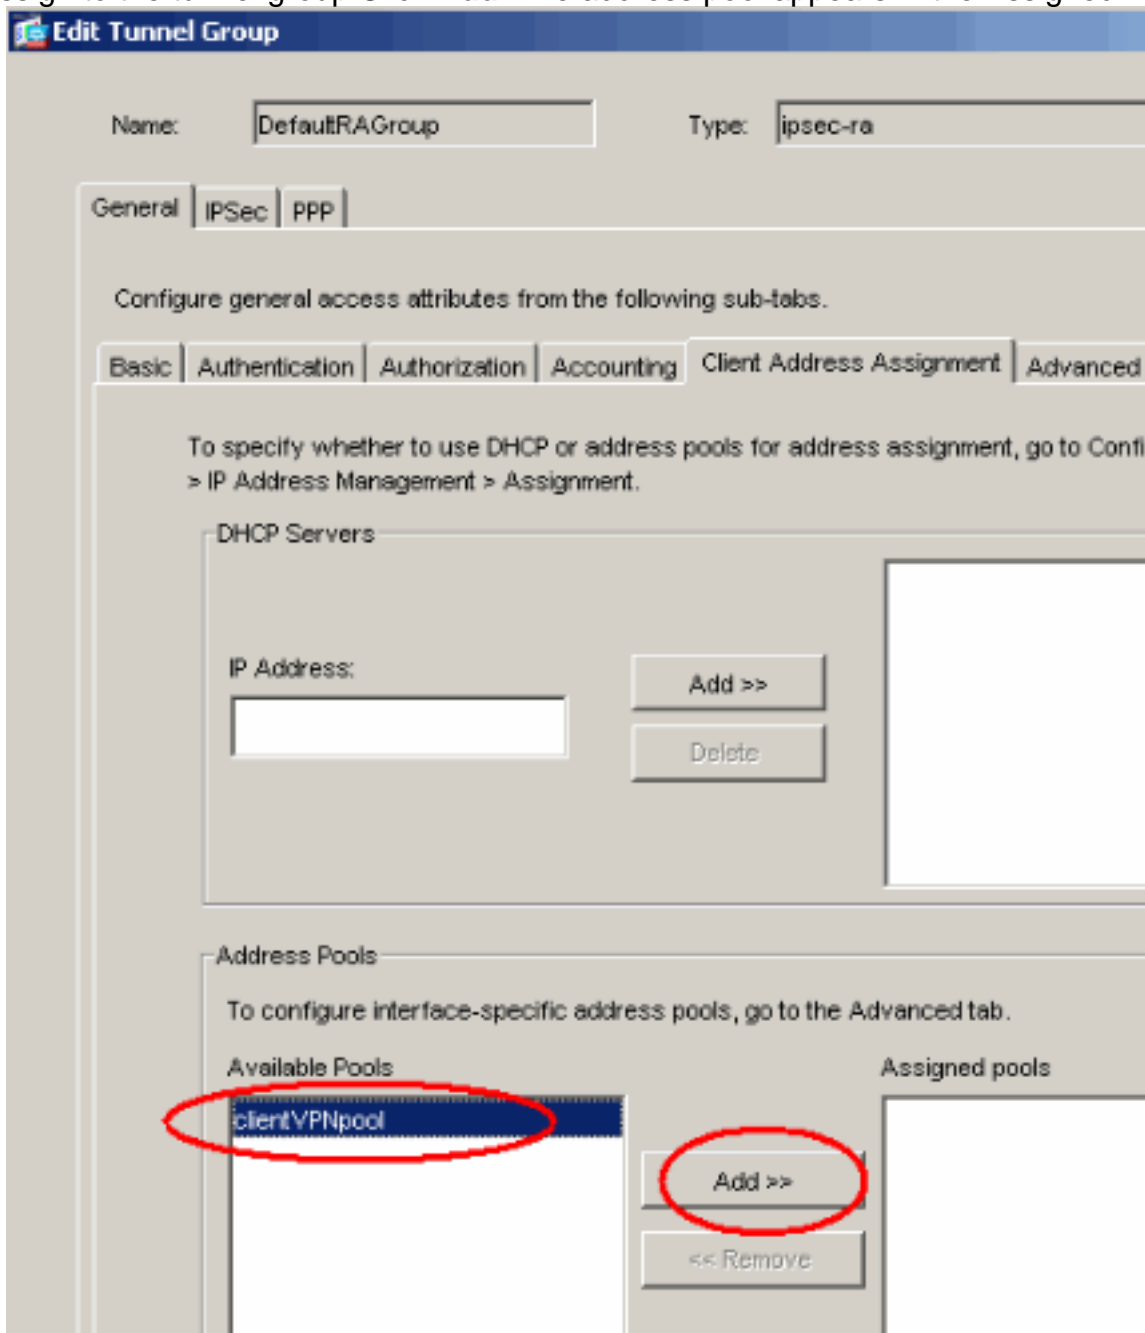 Edit Tunnel Group
Name: DefaultRAGroup Type: ipsec-ra
General IPSec PPP
Configure general access attributes from the following sub-tabs.
Basic Authentication Authorization Accounting Client Address Assignment Advanced
To specify whether to use DHCP or address pools for address assignment, go to Confi
> IP Address Management > Assignment.
DHCP Servers
IP Address:
Add >>
Delete
Address Pools
To configure interface-specific address pools, go to the Advanced tab.
Available Pools Assigned pools
clientVPNpool
Add >>
<< Remove